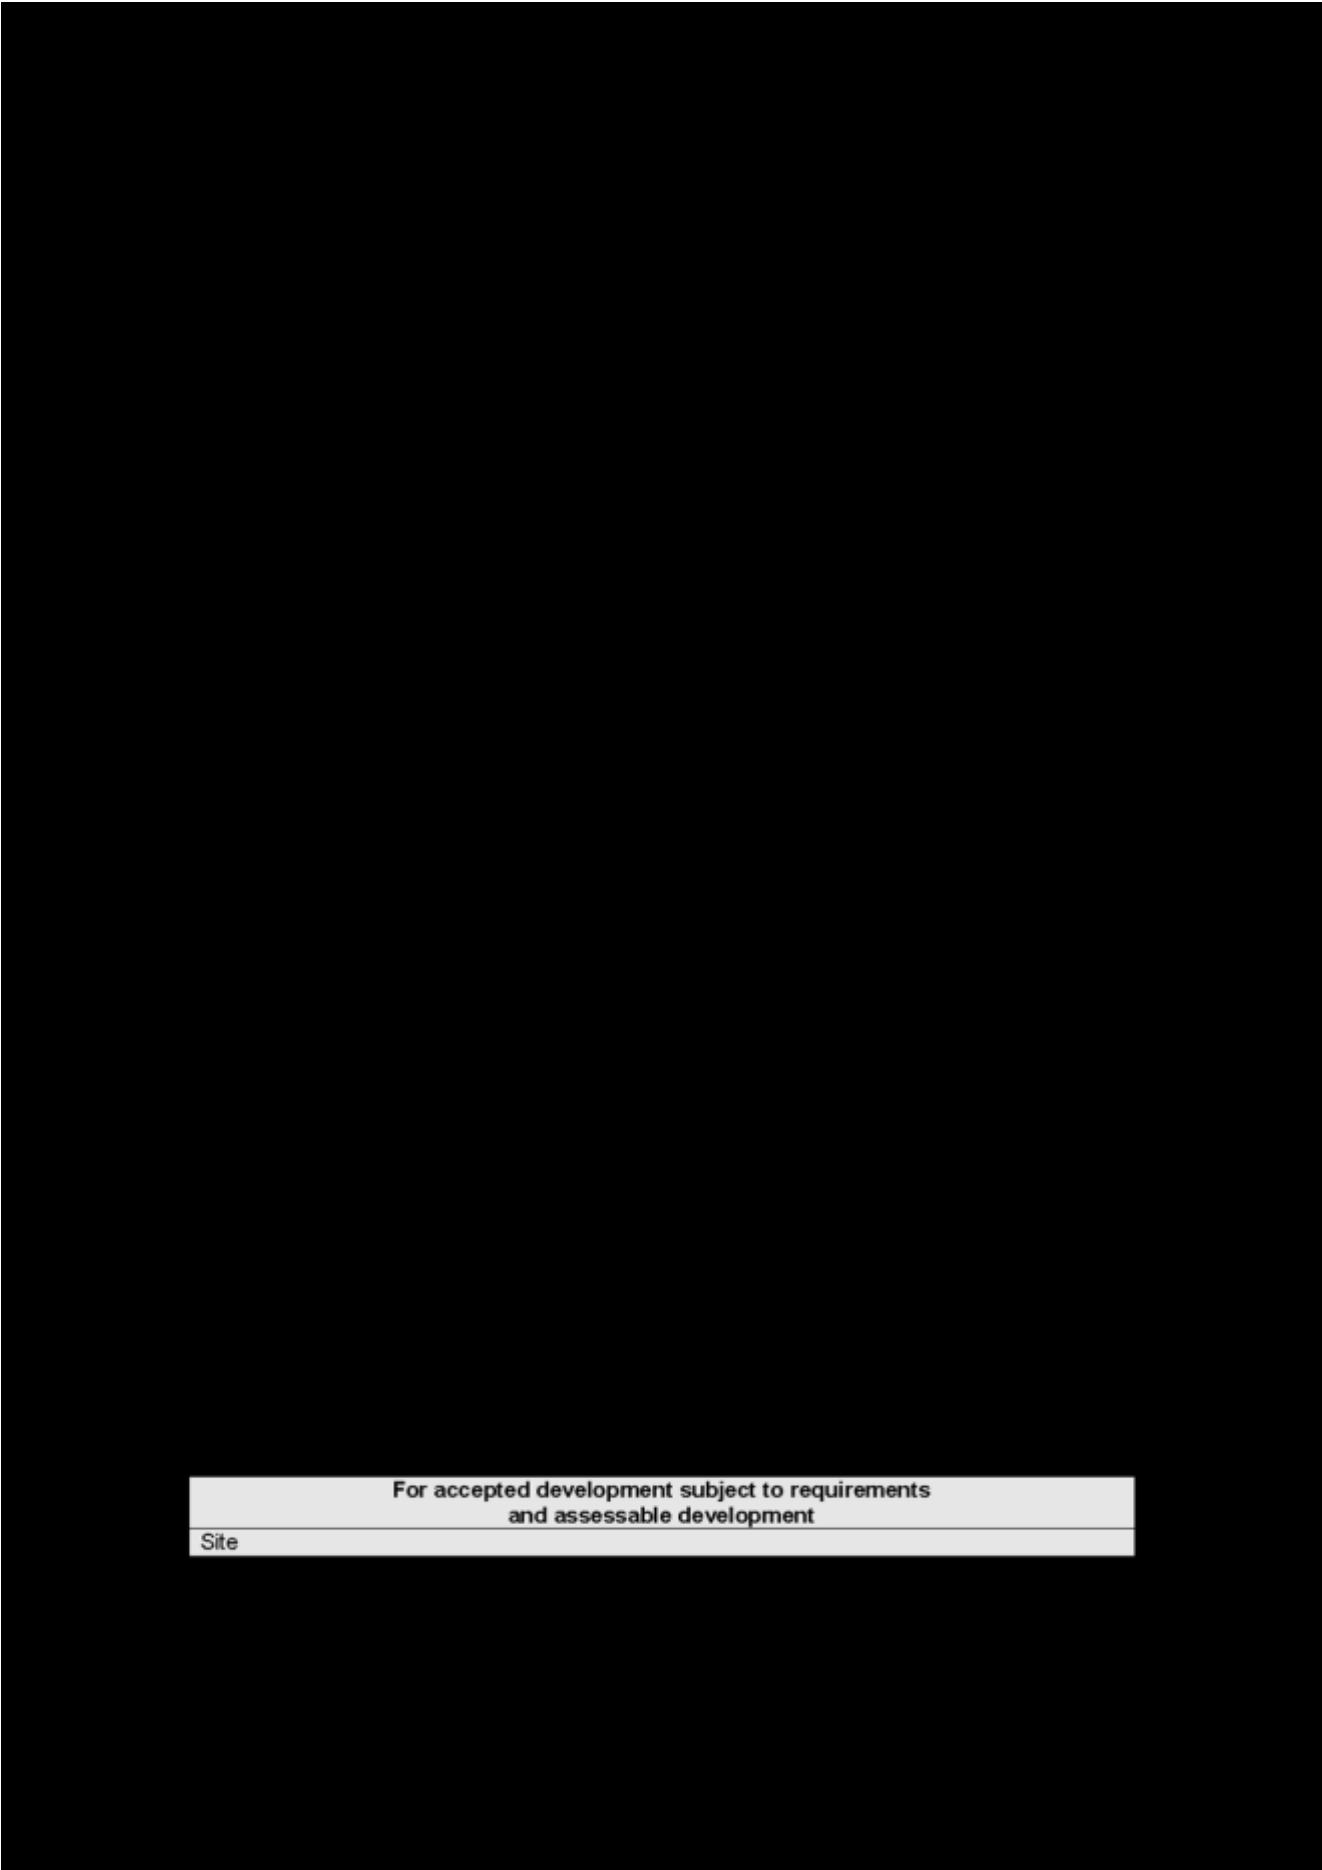 For accepted development subject to requirements
and assessable development
Site